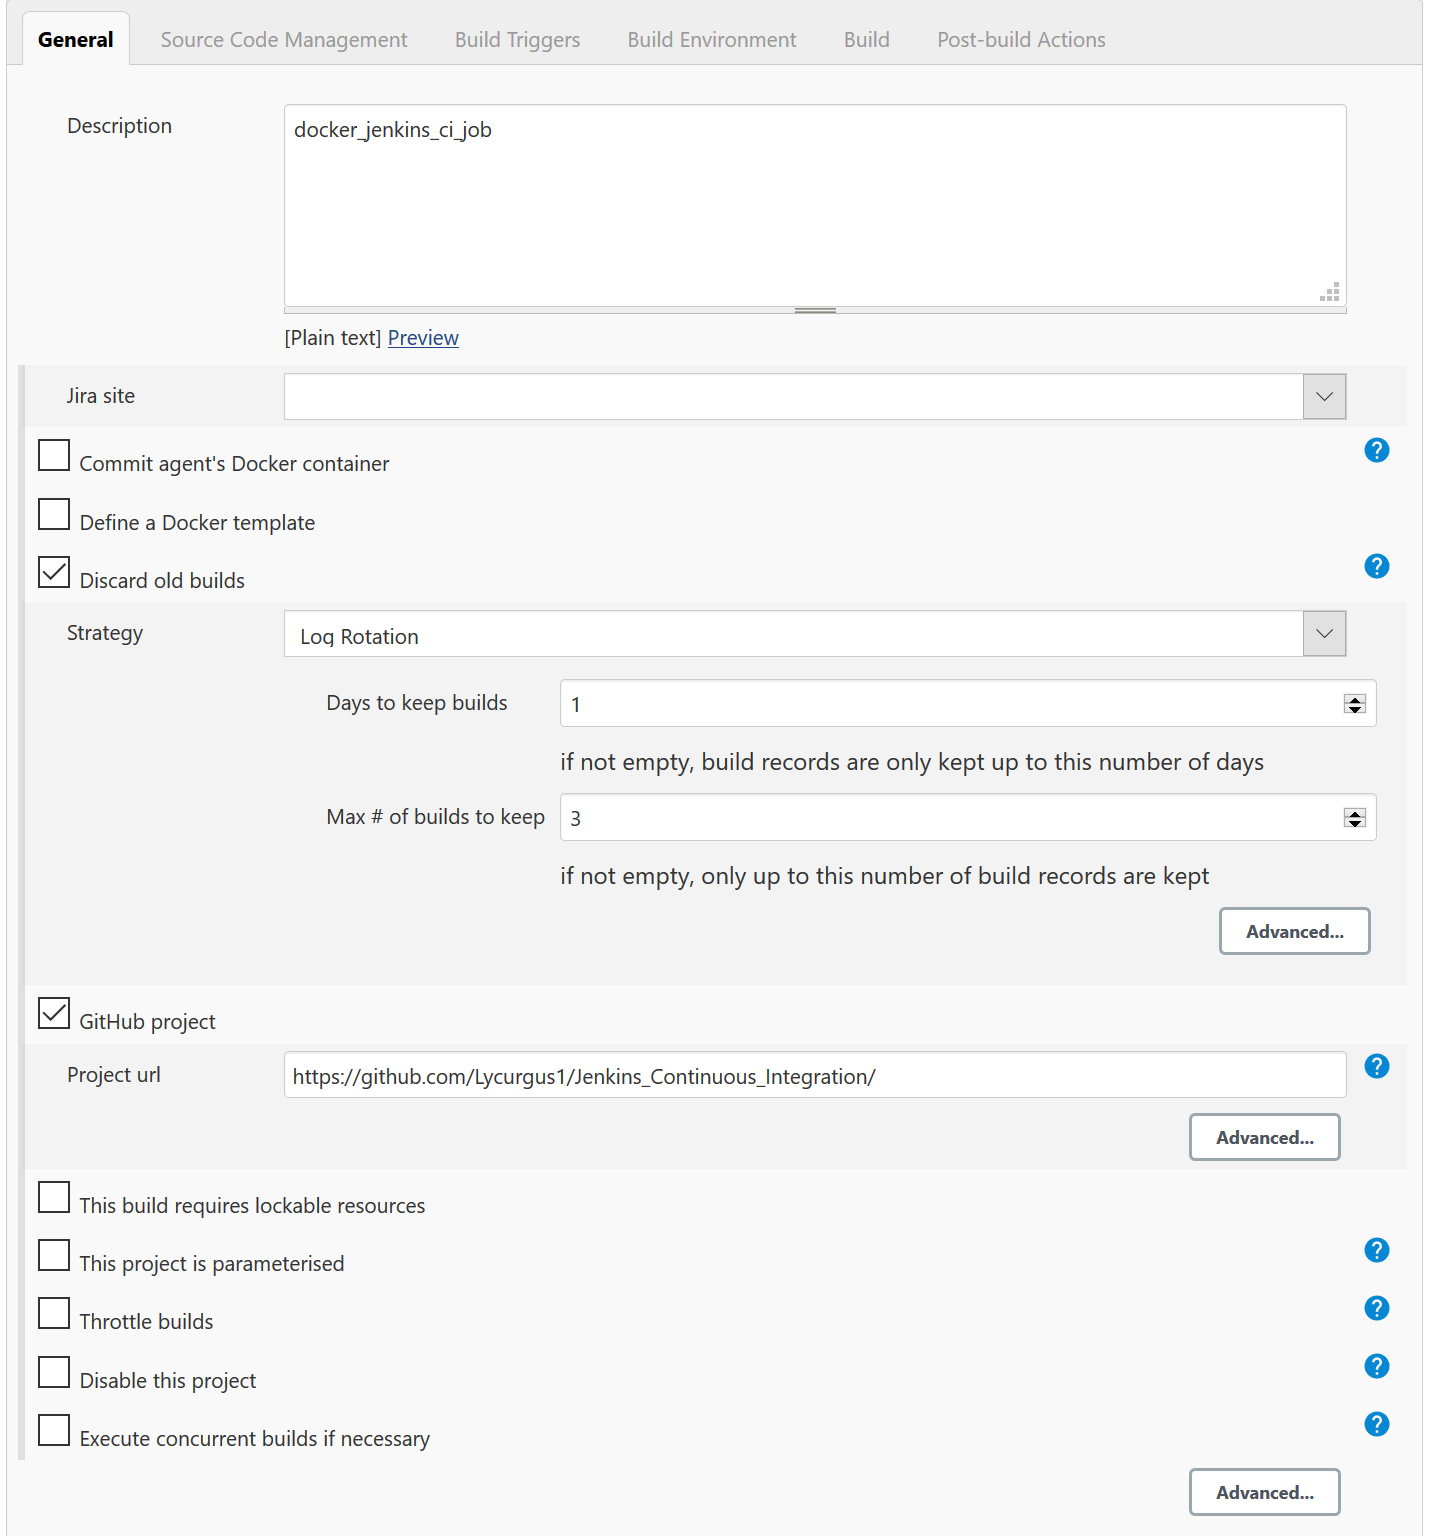 General Source Code Management Build Triggers Build Environment Build Post-build Actions
Description
docker_jenkins_ci_job
[Plain text] Preview
Jira site
Commit agent's Docker container
?
Define a Docker template
Discard old builds
?
Strategy
Log Rotation
Days to keep builds
1
if not empty, build records are only kept up to this number of days
Max # of builds to keep
3
if not empty, only up to this number of build records are kept
Advanced...
GitHub project
Project url
https://github.com/Lycurgus1/Jenkins_Continuous_Integration/
?
Advanced...
This build requires lockable resources
This project is parameterised
?
Throttle builds
?
Disable this project
?
Execute concurrent builds if necessary
?
Advanced...